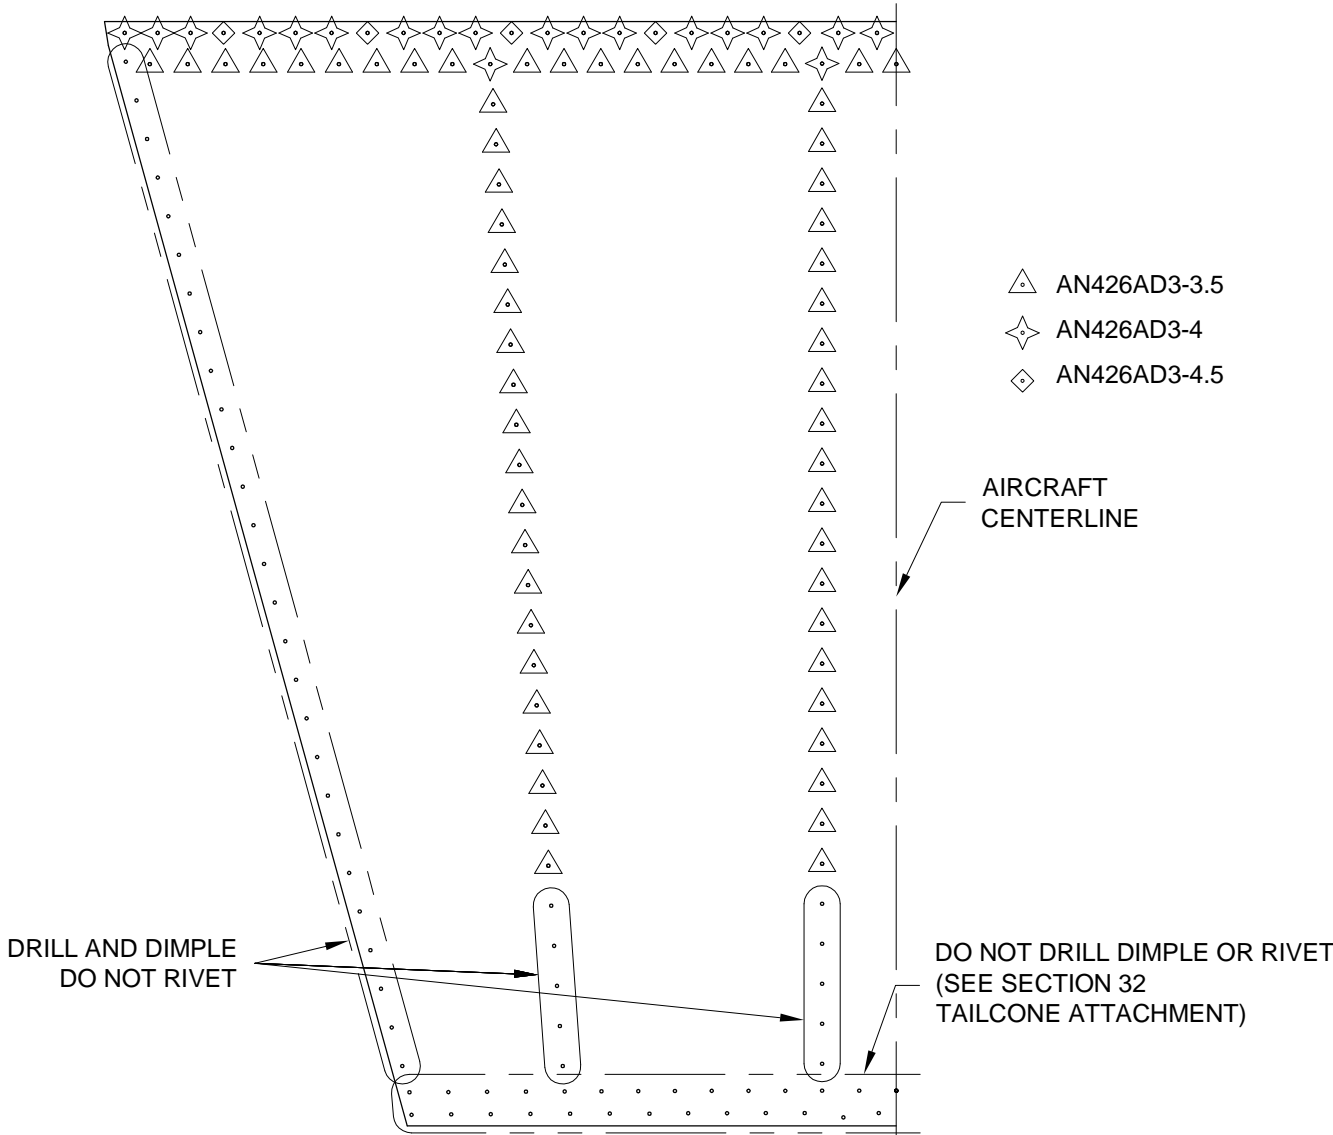 AN426AD3-3.5
AN426AD3-4
AN426AD3-4.5
AIRCRAFT
CENTERLINE
DRILL AND DIMPLE
DO NOT RIVET
DO NOT DRILL DIMPLE OR RIVET
(SEE SECTION 32
TAILCONE ATTACHMENT)